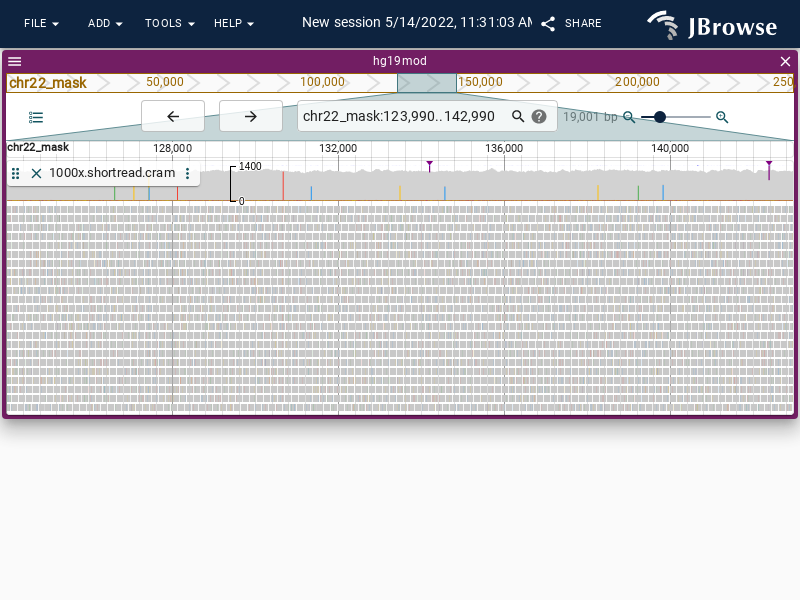 FILE ADD TOOLS HELP New session 5/14/2022, 11:31:03 AM SHARE JBrowse
hg19mod
chr22_mask 50,000 100,000 150,000 200,000 250
chr22_mask:123,990..142,990 19,001 bp
chr22_mask 128,000 132,000 136,000 140,000
1000x.shortread.cram 1400
0